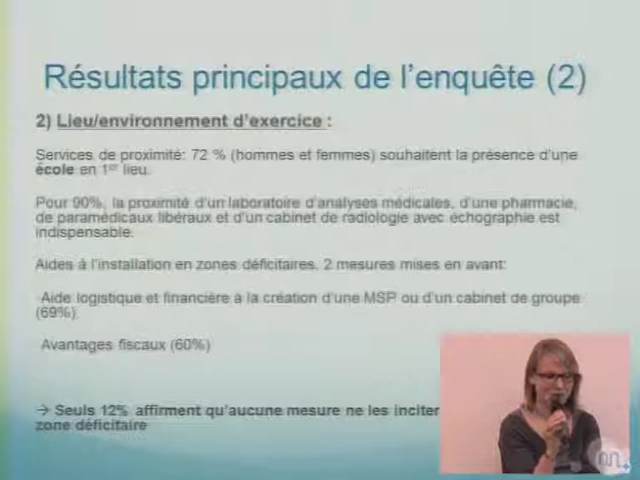 Résultats principaux de l'enquête (2)
2) Lieu/environnement d'exercice :
Services de proximité: 72 % (hommes et femmes) souhaitent la présence d'une
école en 1er lieu.
Pour 90%, la proximité d'un laboratoire d'analyses médicales, d'une pharmacie,
de paramédicaux libéraux et d'un cabinet de radiologie avec échographie est
indispensable.
Aides à l'installation en zones déficitaires, 2 mesures mises en avant:
Aide logistique et financière à la création d'une MSP ou d'un cabinet de groupe
(69%)
Avantages fiscaux (60%)
→ Seuls 12% affirment qu'aucune mesure ne les inciter
zone déficitaire